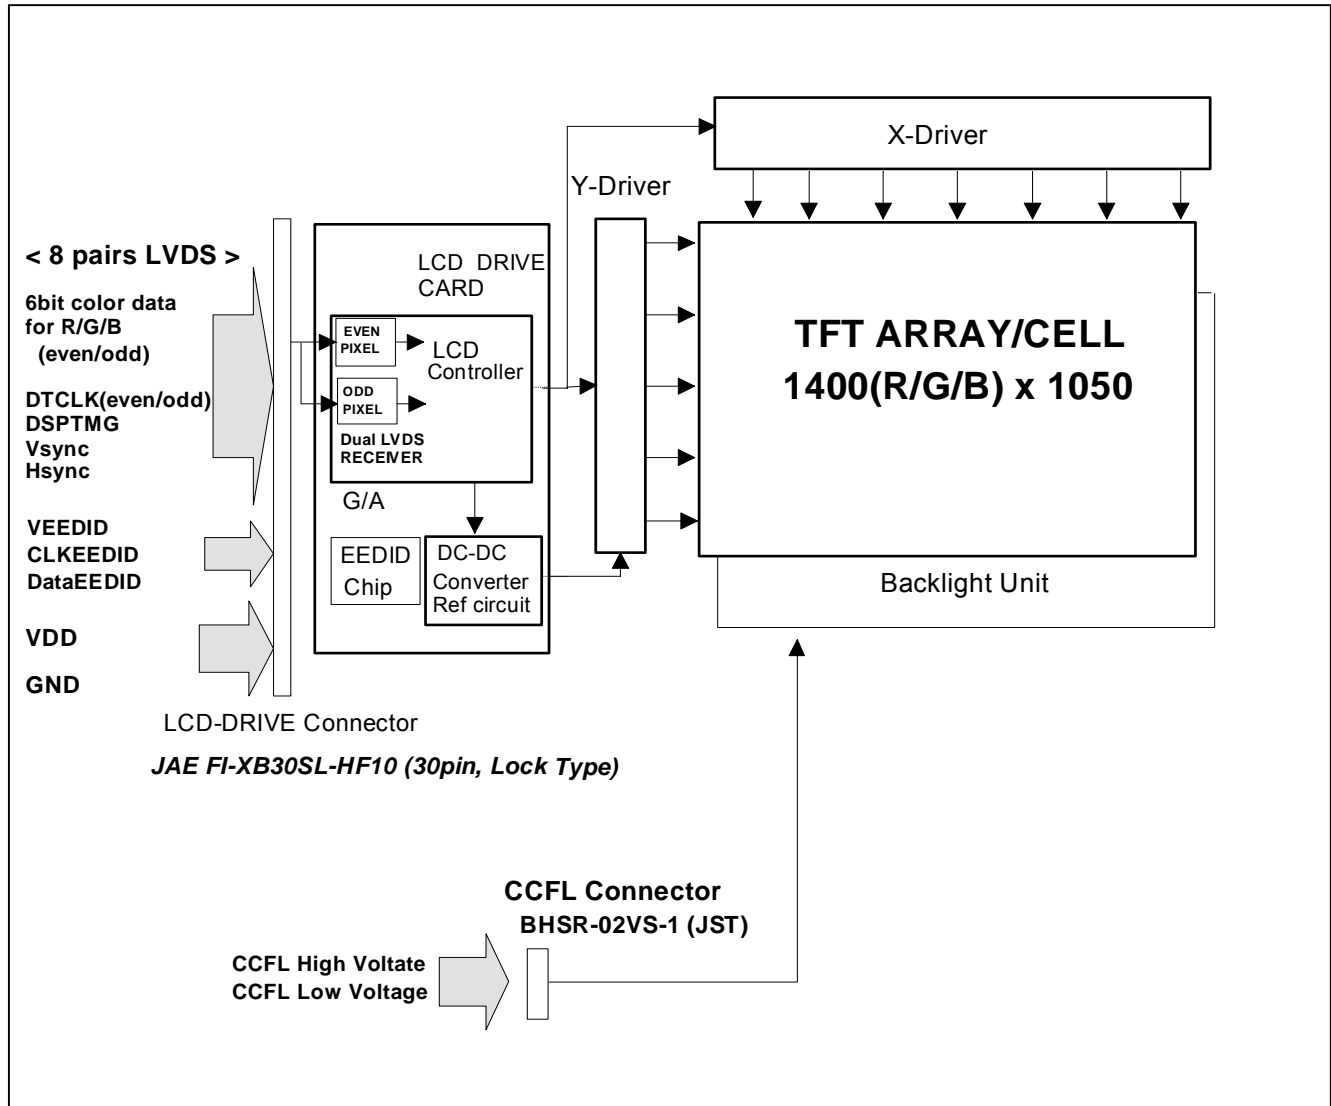 X-Driver
Y-Driver
< 8 pairs LVDS >
6bit color data
for R/G/B
(even/odd)
DTCLK(even/odd)
DSPTMG
Vsync
Hsync
VEEDID
CLKEEDID
DataEEDID
VDD
GND
LCD DRIVE
CARD
EVEN
PIXEL
LCD
Controller
ODD
PIXEL
Dual LVDS
RECEIVER
G/A
EEDID
Chip
DC-DC
Converter
Ref circuit
TFT ARRAY/CELL
1400(R/G/B) x 1050
Backlight Unit
LCD-DRIVE Connector
JAE FI-XB30SL-HF10 (30pin, Lock Type)
CCFL Connector
BHSR-02VS-1 (JST)
CCFL High Voltate
CCFL Low Voltage